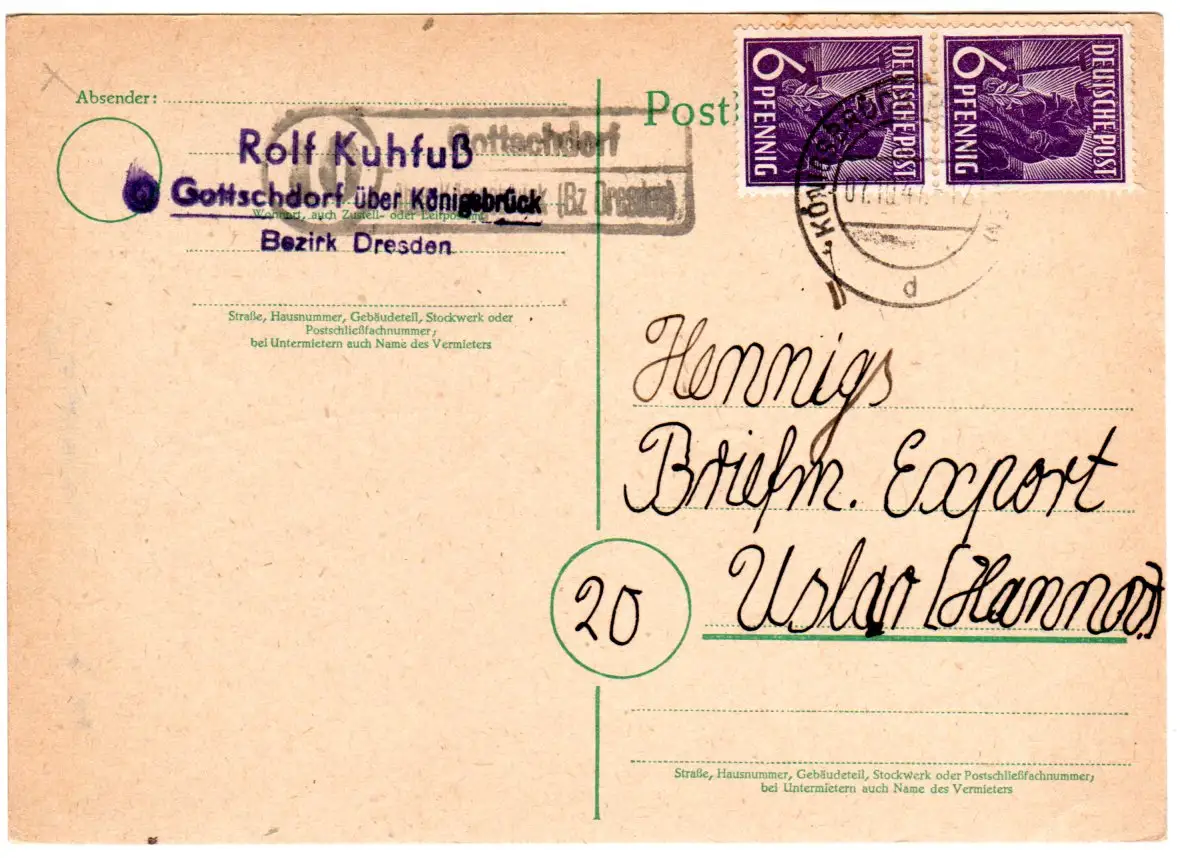 Absender:
Rolf Kuhfuß
Gottschdorf über Königsbrück
Wohnort, auch Zustell- oder Leitpostamt
Bezirk Dresden
Straße, Hausnummer, Gebäudeteil, Stockwerk oder
Postschließfachnummer;
bei Untermietern auch Name des Vermieters
Gottschdorf
(Bz Dresden)
Post
6 PFENNIG
DEUTSCHE POST
6 PFENNIG
DEUTSCHE POST
d
Hennigs
Briefm. Export
20
Uslar (Hannov.)
Straße, Hausnummer, Gebäudeteil, Stockwerk oder Postschließfachnummer;
bei Untermietern auch Name des Vermieters